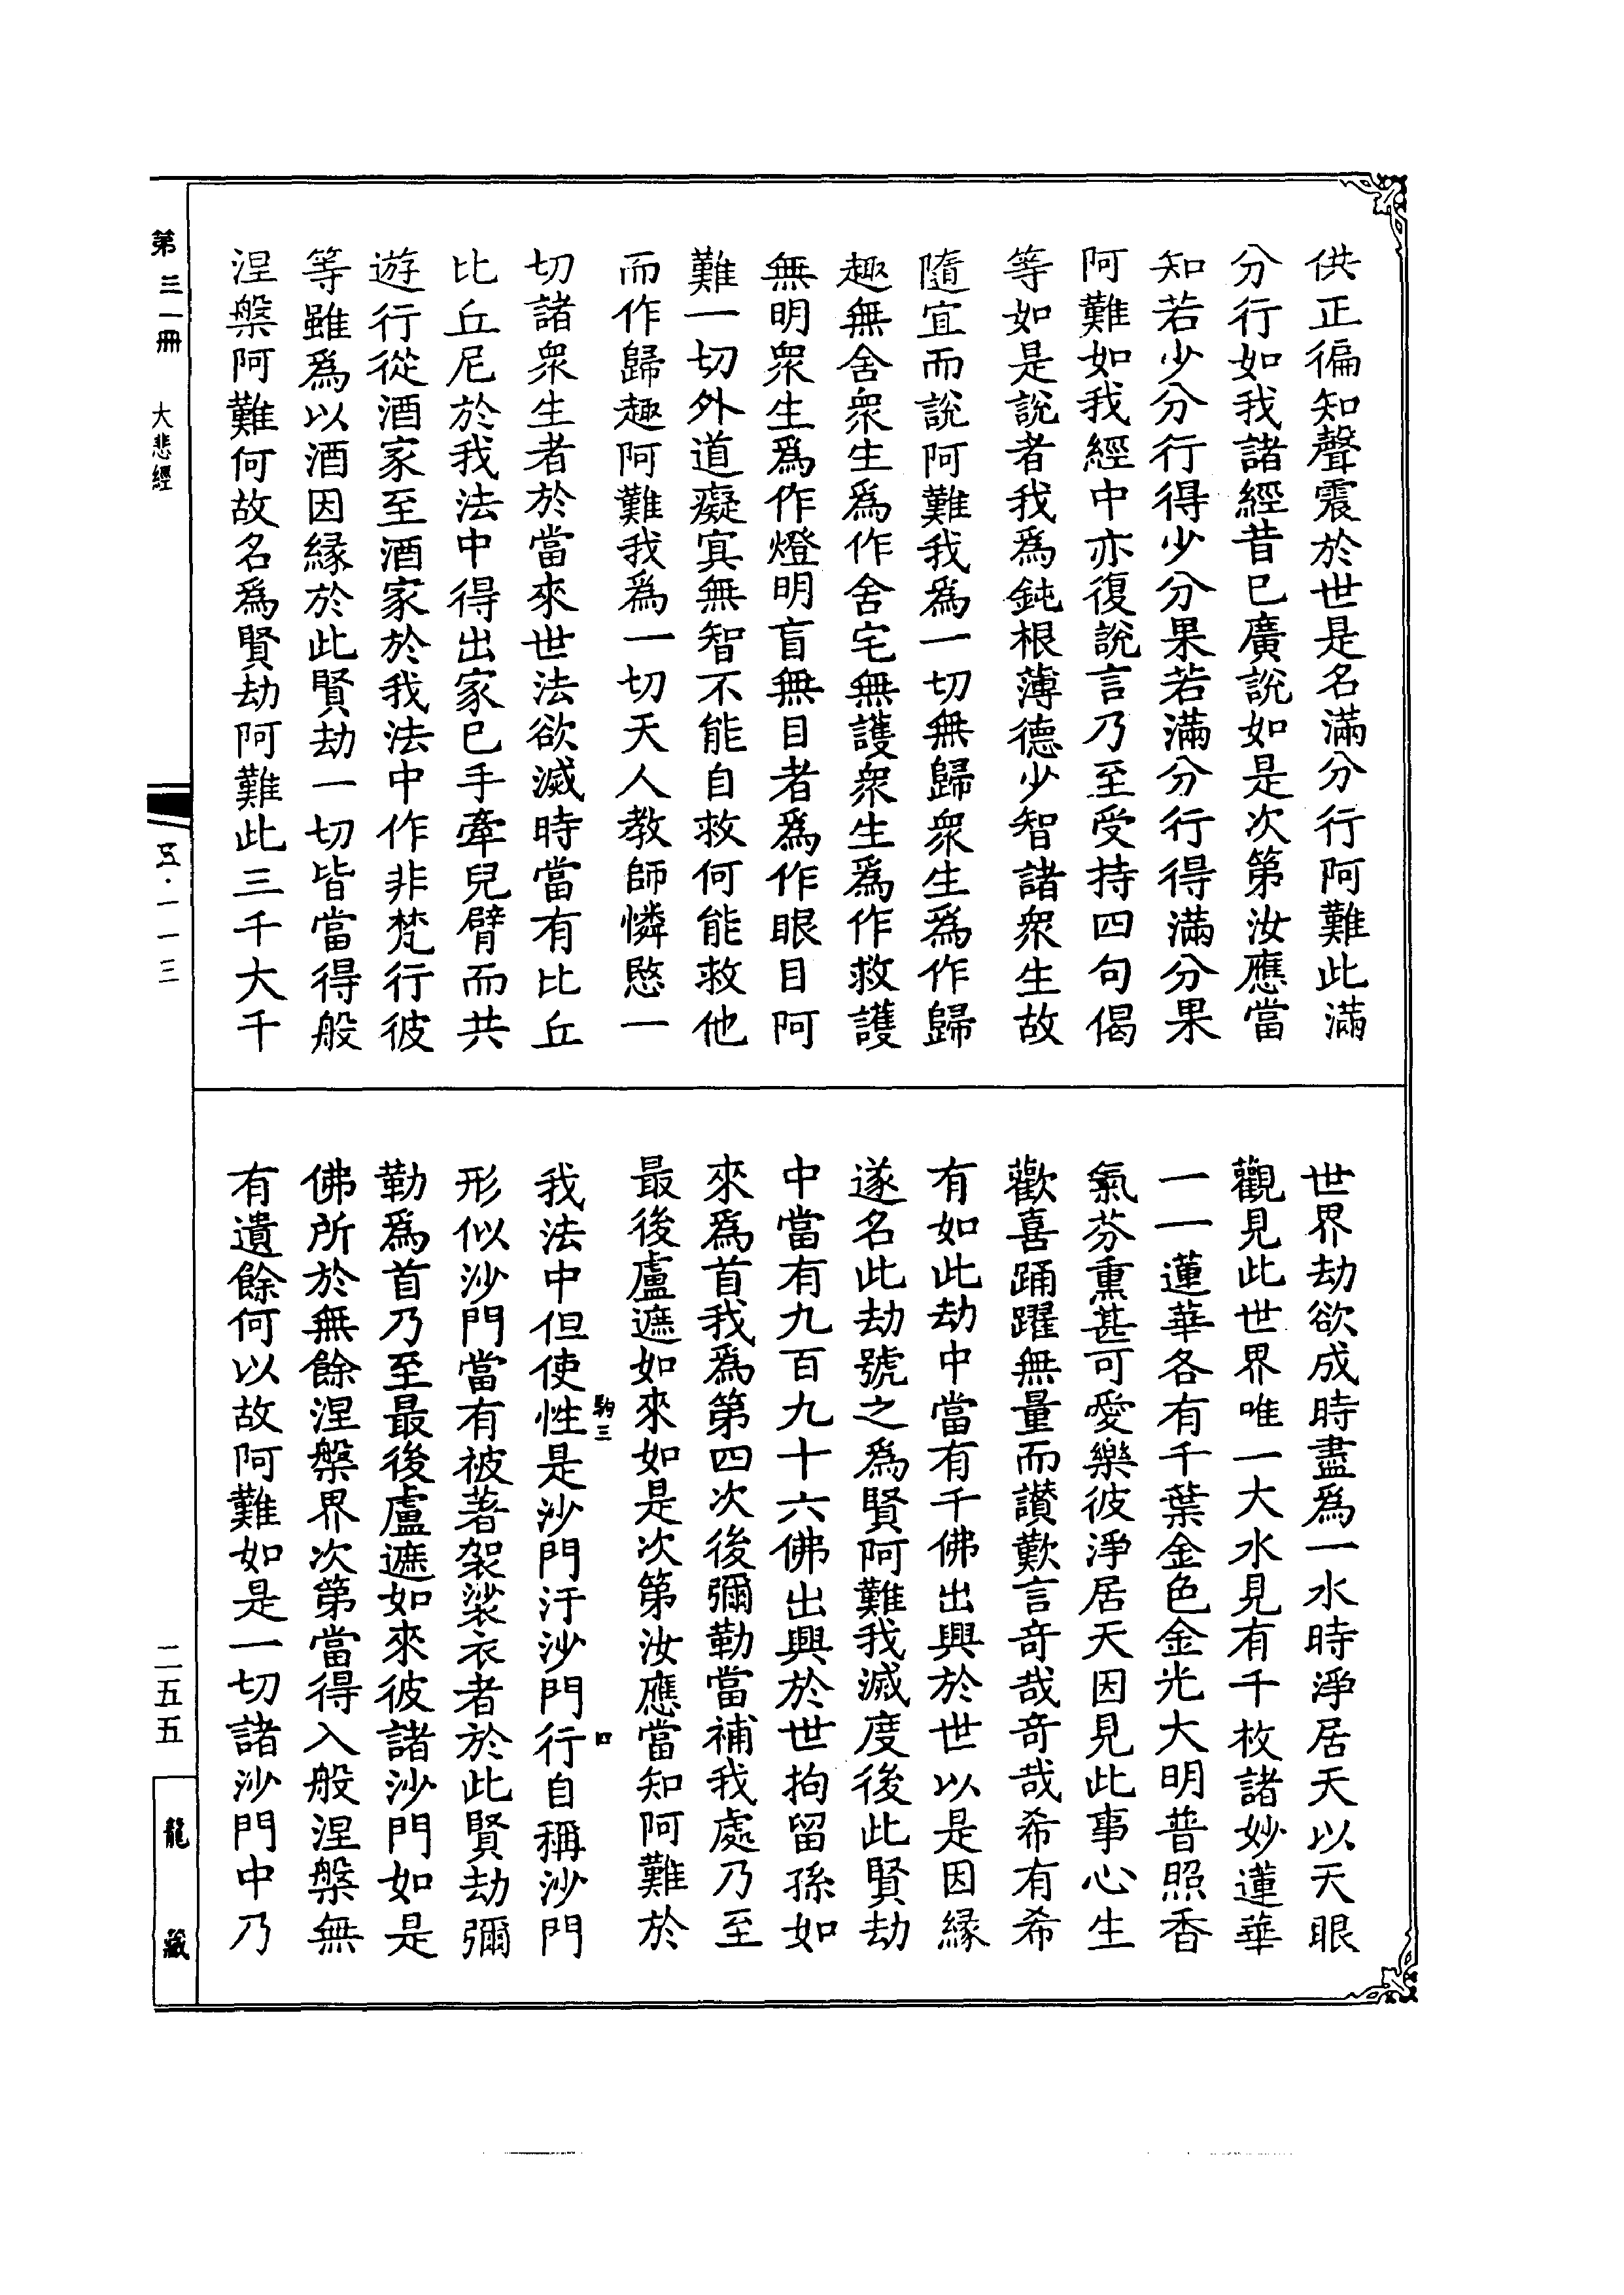 供正徧知聲震於世是名滿分行阿難此滿
分行如我諸經昔已廣說如是次第汝應當
知若少分行得少分果若滿分行得滿分果
阿難如我經中亦復說言乃至受持四句偈
等如是說者我爲鈍根薄德少智諸衆生故
隨宜而說阿難我爲一切無歸衆生爲作歸
趣無舍衆生爲作舍宅無護衆生爲作救護
無明衆生爲作燈明盲無目者爲作眼目阿
難一切外道癡㝠無智不能自救何能救他
而作歸趣阿難我爲一切天人教師憐愍一
切諸衆生者於當來世法欲滅時當有比丘
比丘尼於我法中得出家已手牽兒臂而共
遊行從酒家至酒家於我法中作非梵行彼
等雖爲以酒因緣於此賢劫一切皆當得般
涅槃阿難何故名爲賢劫阿難此三千大千
世界劫欲成時盡爲一水時淨居天以天眼
觀見此世界唯一大水見有千枚諸妙蓮華
一一蓮華各有千葉金色金光大明普照香
氣芬熏甚可愛樂彼淨居天因見此事心生
歡喜踊躍無量而讃歎言奇哉奇哉希有希
有如此劫中當有千佛出興於世以是因緣
遂名此劫號之爲賢阿難我滅度後此賢劫
中當有九百九十六佛出興於世拘留孫如
來爲首我爲第四次後彌勒當補我處乃至
最後盧遮如來如是次第汝應當知阿難於
駒三
四
我法中但使性是沙門汙沙門行自稱沙門
形似沙門當有被著袈裟衣者於此賢劫彌
勒爲首乃至最後盧遮如來彼諸沙門如是
佛所於無餘涅槃界次第當得入般涅槃無
有遺餘何以故阿難如是一切諸沙門中乃
第三一冊
大悲經
五·一一三
二五五
龍藏